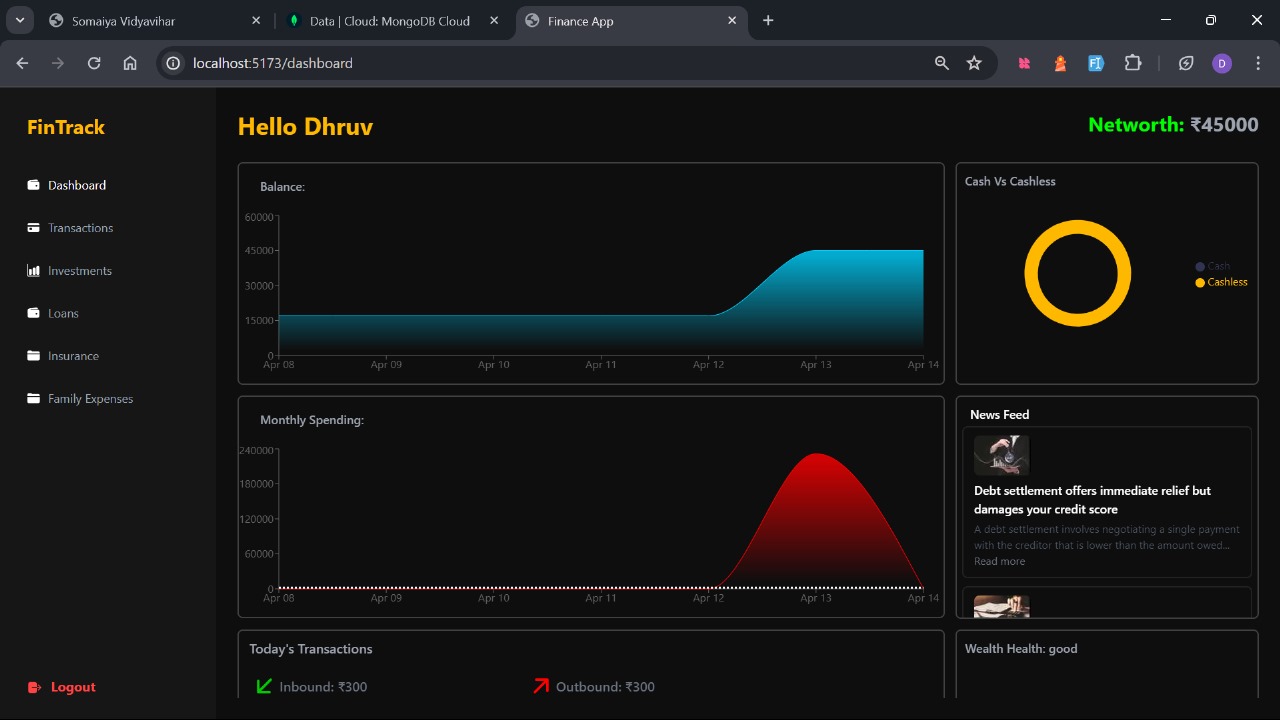 Somaiya Vidyavihar
Data | Cloud: MongoDB Cloud
Finance App
localhost:5173/dashboard
D
FinTrack
Dashboard
Transactions
Investments
Loans
Insurance
Family Expenses
Logout
Hello Dhruv
Networth: ₹45000
Balance:
60000
45000
30000
15000
0
Apr 08 Apr 09 Apr 10 Apr 11 Apr 12 Apr 13 Apr 14
Cash Vs Cashless
Cash
Cashless
Monthly Spending:
240000
180000
120000
60000
0
Apr 08 Apr 09 Apr 10 Apr 11 Apr 12 Apr 13 Apr 14
News Feed
Debt settlement offers immediate relief but
damages your credit score
A debt settlement involves negotiating a single payment
with the creditor that is lower than the amount owed...
Read more
Today's Transactions
Inbound: ₹300
Outbound: ₹300
Wealth Health: good